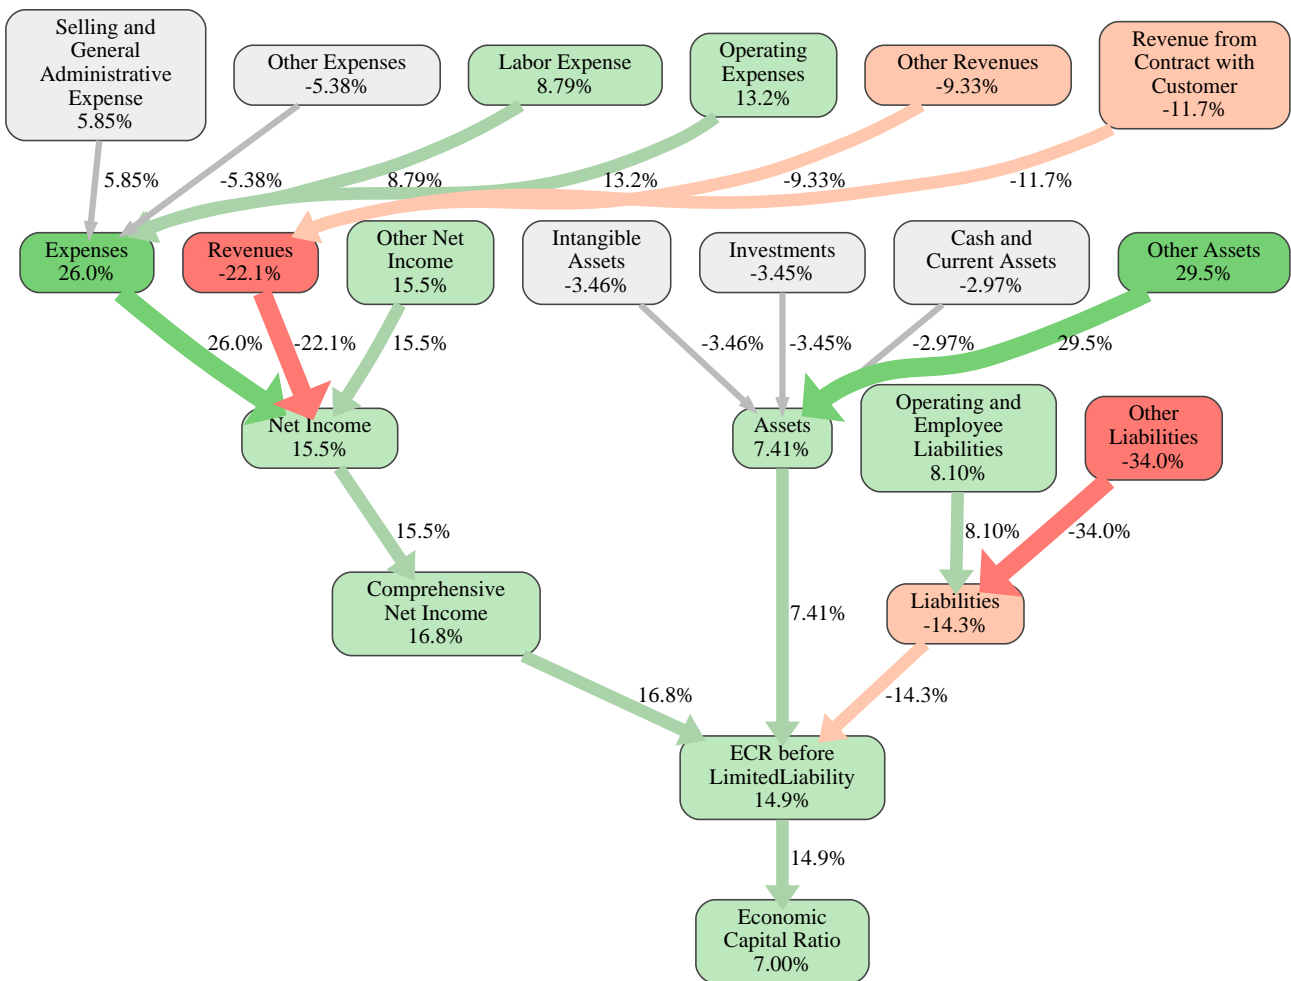 Selling and
General
Administrative
Expense
5.85%
Other Expenses
-5.38%
Labor Expense
8.79%
Operating
Expenses
13.2%
Other Revenues
-9.33%
Revenue from
Contract with
Customer
-11.7%
5.85%
-5.38%
8.79%
13.2%
-9.33%
-11.7%
Expenses
26.0%
Revenues
-22.1%
Other Net
Income
15.5%
Intangible
Assets
-3.46%
Investments
-3.45%
Cash and
Current Assets
-2.97%
Other Assets
29.5%
26.0%
-22.1%
15.5%
-3.46%
-3.45%
-2.97%
29.5%
Net Income
15.5%
Assets
7.41%
Operating and
Employee
Liabilities
8.10%
Other
Liabilities
-34.0%
15.5%
8.10%
-34.0%
Comprehensive
Net Income
16.8%
7.41%
Liabilities
-14.3%
16.8%
-14.3%
ECR before
LimitedLiability
14.9%
14.9%
Economic
Capital Ratio
7.00%